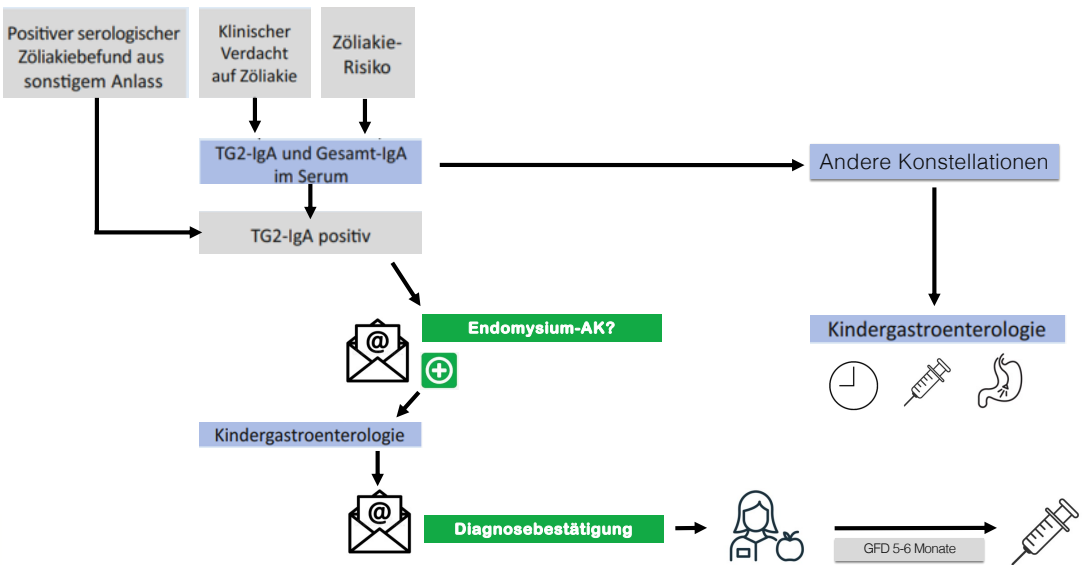 Positiver serologischer
Zöliakiebefund aus
sonstigem Anlass
Klinischer
Verdacht
auf Zöliakie
Zöliakie-
Risiko
TG2-IgA und Gesamt-IgA
im Serum
Andere Konstellationen
TG2-IgA positiv
@
Endomysium-AK?
Kindergastroenterologie
Kindergastroenterologie
@
Diagnosebestätigung
GFD 5-6 Monate